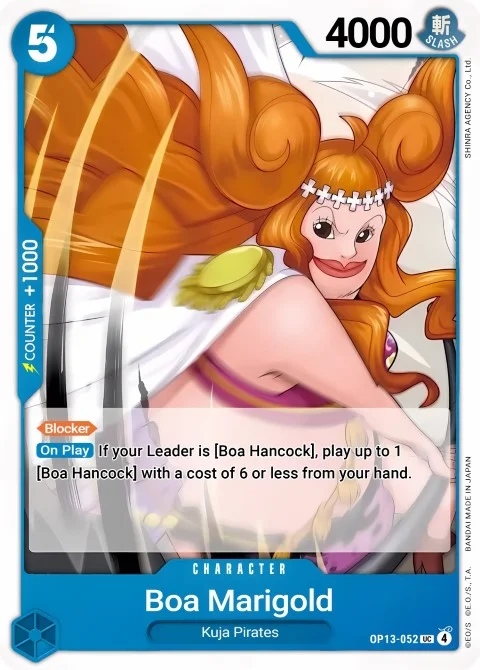 5
4000
斬
SLASH
SHINRA AGENCY Co., Ltd.
COUNTER +1000
Blocker
On Play If your Leader is [Boa Hancock], play up to 1
[Boa Hancock] with a cost of 6 or less from your hand.
CHARACTER
Boa Marigold
Kuja Pirates
OP13-052 UC 4
©E.O/S ©E.O./S.,T.A. BANDAI MADE IN JAPAN